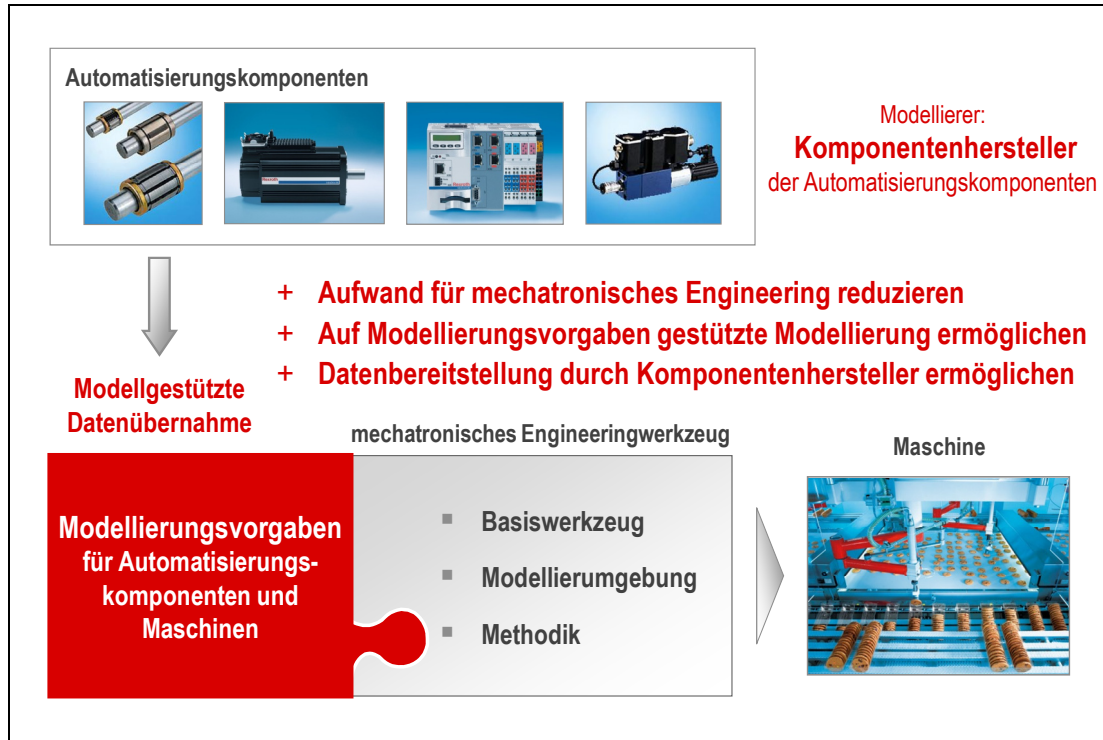 Automatisierungskomponenten
Modellierer:
Komponentenhersteller
der Automatisierungskomponenten
+ Aufwand für mechatronisches Engineering reduzieren
+ Auf Modellierungsvorgaben gestützte Modellierung ermöglichen
+ Datenbereitstellung durch Komponentenhersteller ermöglichen
Modellgestützte
Datenübernahme
mechatronisches Engineeringwerkzeug
Maschine
Modellierungsvorgaben
für Automatisierungs-
komponenten und
Maschinen
▪ Basiswerkzeug
▪ Modellierumgebung
▪ Methodik